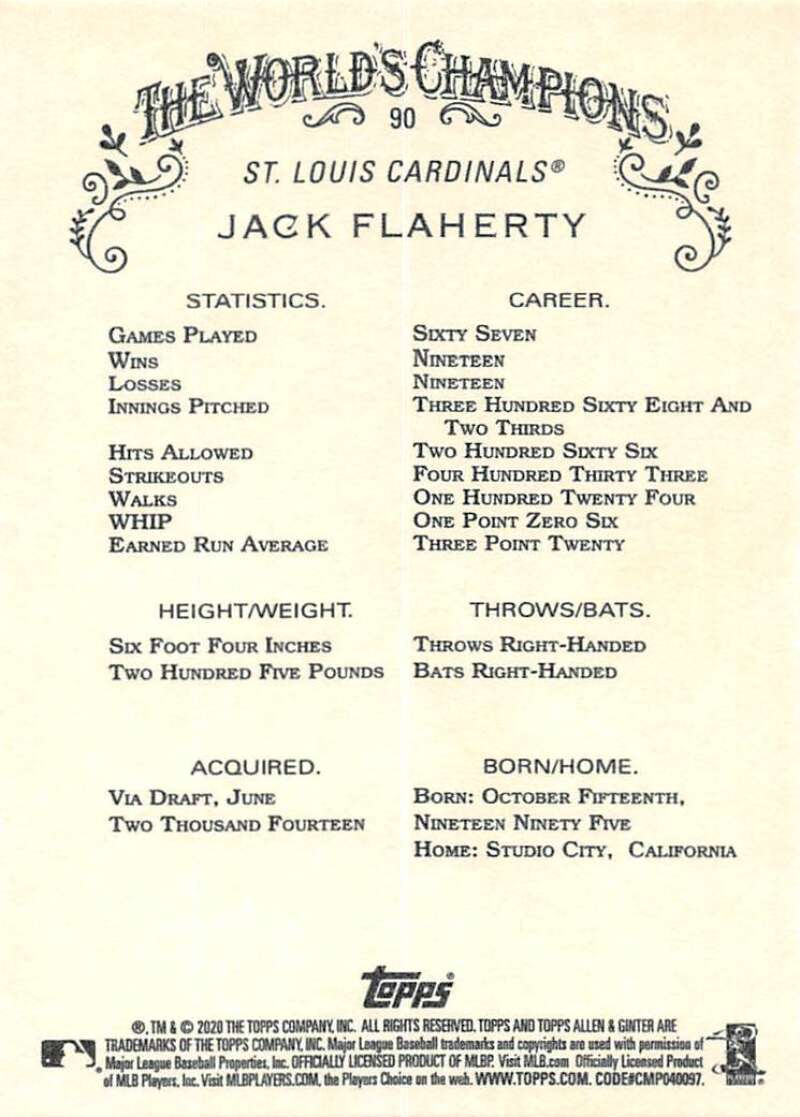 THE WORLD'S CHAMPIONS
90
ST. LOUIS CARDINALS®
JACK FLAHERTY
STATISTICS.
CAREER.
GAMES PLAYED SIXTY SEVEN
WINS NINETEEN
LOSSES NINETEEN
INNINGS PITCHED THREE HUNDRED SIXTY EIGHT AND
TWO THIRDS
HITS ALLOWED TWO HUNDRED SIXTY SIX
STRIKEOUTS FOUR HUNDRED THIRTY THREE
WALKS ONE HUNDRED TWENTY FOUR
WHIP ONE POINT ZERO SIX
EARNED RUN AVERAGE THREE POINT TWENTY
HEIGHT/WEIGHT.
SIX FOOT FOUR INCHES
TWO HUNDRED FIVE POUNDS
THROWS/BATS.
THROWS RIGHT-HANDED
BATS RIGHT-HANDED
ACQUIRED.
VIA DRAFT, JUNE
TWO THOUSAND FOURTEEN
BORN/HOME.
BORN: OCTOBER FIFTEENTH,
NINETEEN NINETY FIVE
HOME: STUDIO CITY, CALIFORNIA
Topps®
®, TM & © 2020 THE TOPPS COMPANY, INC. ALL RIGHTS RESERVED. TOPPS AND TOPPS ALLEN & GINTER ARE
TRADEMARKS OF THE TOPPS COMPANY, INC. Major League Baseball trademarks and copyrights are used with permission of
Major League Baseball Properties, Inc. OFFICIALLY LICENSED PRODUCT OF MLBP. Visit MLB.com Officially Licensed Product
of MLB Players, Inc. Visit MLBPLAYERS.COM, the Players Choice on the web. WWW.TOPPS.COM. CODE#CMP040097.